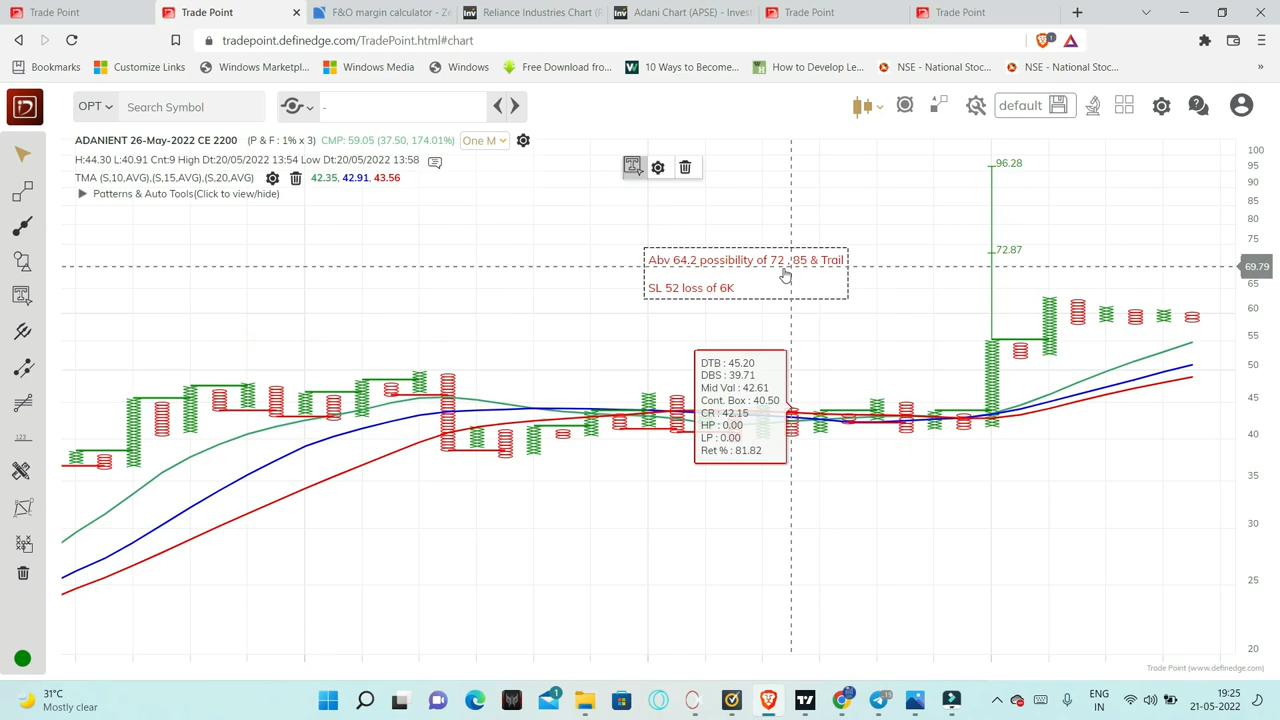 Trade Point
Trade Point
F&O margin calculator - Ze
Reliance Industries Chart (R
Adani Chart (APSE) - Invest
Trade Point
Trade Point
tradepoint.definedge.com/TradePoint.html#chart
Bookmarks
Customize Links
Windows Marketpl...
Windows Media
Windows
Free Download fro...
10 Ways to Become...
How to Develop Le...
NSE - National Stoc...
NSE - National Stoc...
OPT
Search Symbol
-
default
ADANIENT 26-May-2022 CE 2200 (P & F : 1% x 3) CMP: 59.05 (37.50, 174.01%) One M
H:44.30 L:40.91 Cnt:9 High Dt:20/05/2022 13:54 Low Dt:20/05/2022 13:58
TMA (S,10,AVG),(S,15,AVG),(S,20,AVG) 42.35, 42.91, 43.56
Patterns & Auto Tools(Click to view/hide)
96.28
72.87
Abv 64.2 possibility of 72 , 85 & Trail
SL 52 loss of 6K
DTB : 45.20
DBS : 39.71
Mid Val : 42.61
Cont. Box : 40.50
CR : 42.15
HP : 0.00
LP : 0.00
Ret % : 81.82
100
95
90
85
80
75
69.79
65
60
55
50
45
40
35
30
25
20
123
Trade Point (www.definedge.com)
31°C
Mostly clear
1
15
ENG
IN
19:25
21-05-2022